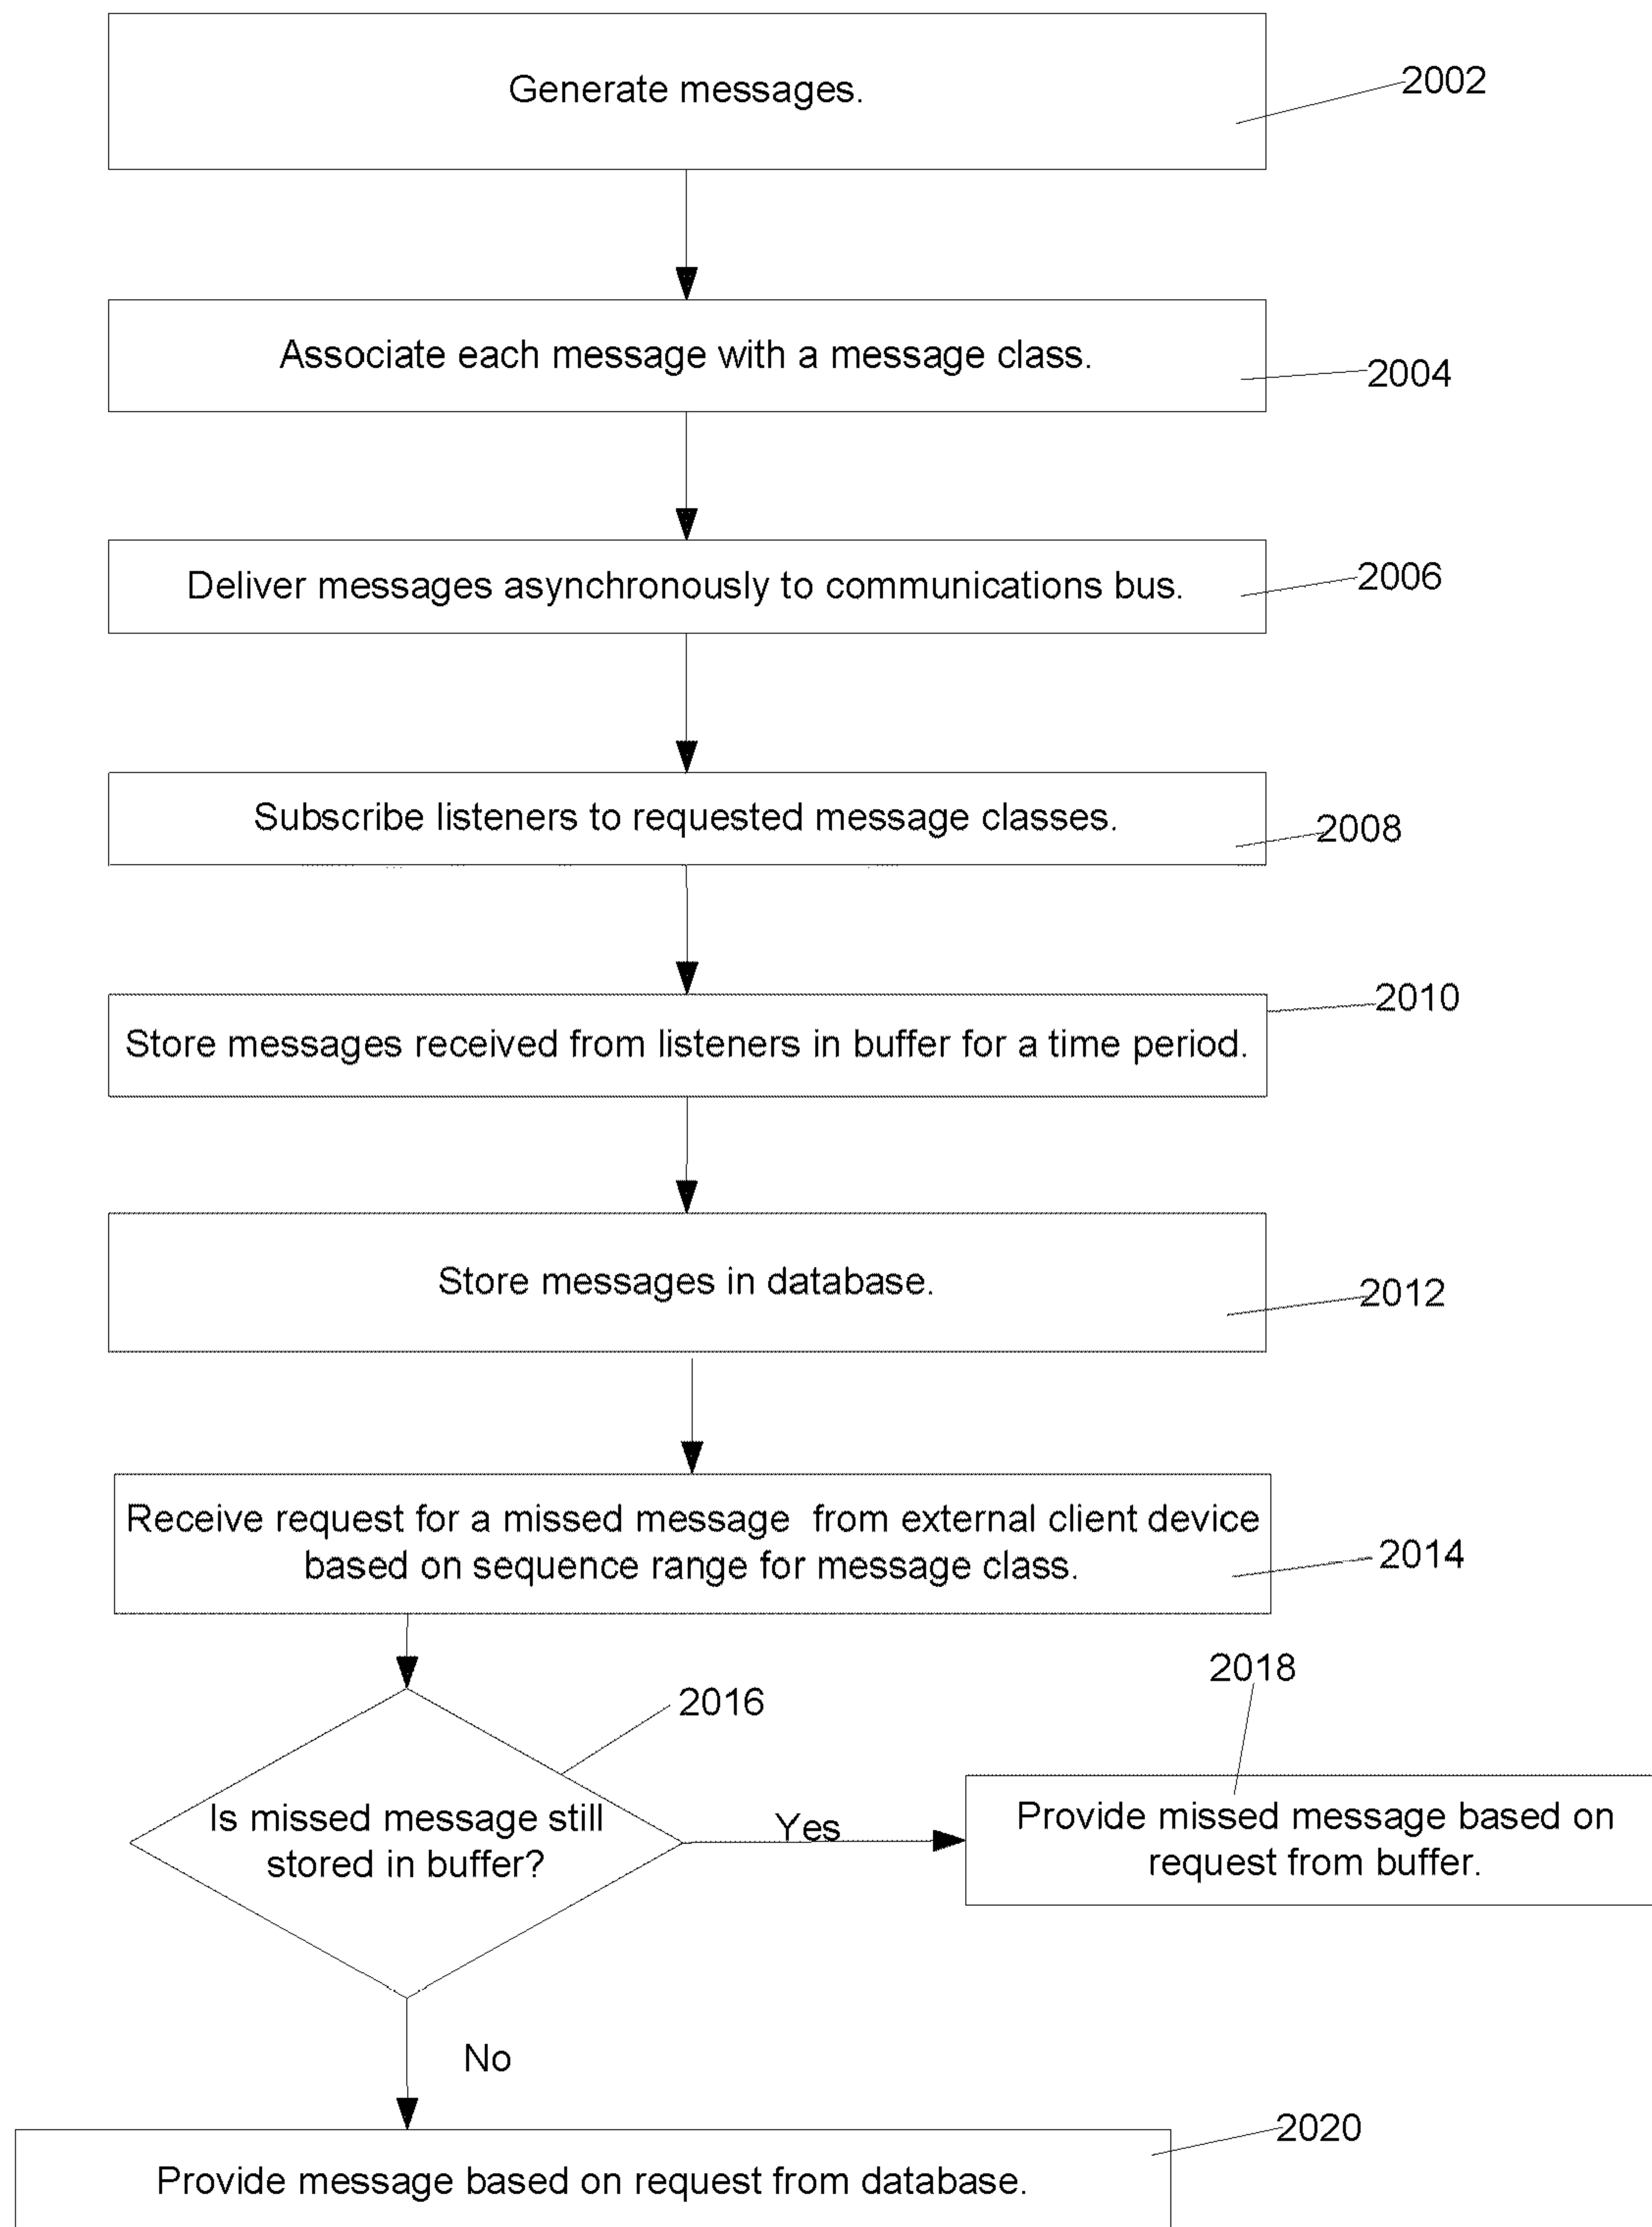 Generate messages.
2002
Associate each message with a message class.
2004
Deliver messages asynchronously to communications bus.
2006
Subscribe listeners to requested message classes.
2008
Store messages received from listeners in buffer for a time period.
2010
Store messages in database.
2012
Receive request for a missed message from external client device
based on sequence range for message class.
2014
2016
Is missed message still
stored in buffer?
Yes
2018
Provide missed message based on
request from buffer.
No
2020
Provide message based on request from database.